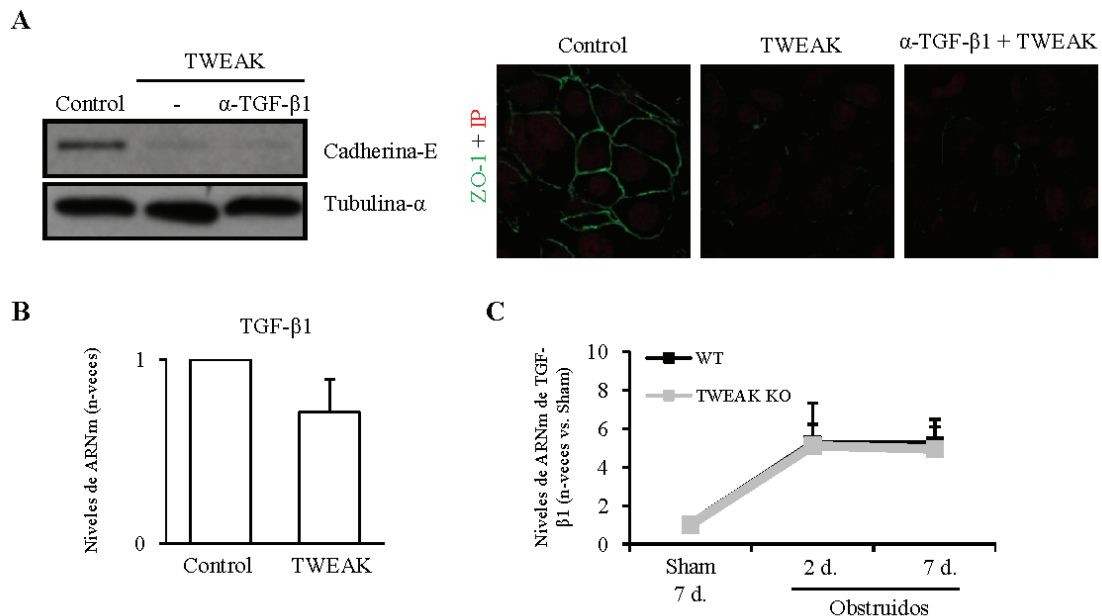 A
TWEAK
Control - α-TGF-β1
Cadherina-E
Tubulina-α
Control TWEAK α-TGF-β1 + TWEAK
ZO-1 + IP
B
TGF-β1
Niveles de ARNm (n-veces)
1
0
Control TWEAK
C
Niveles de ARNm de TGF-
β1 (n-veces vs. Sham)
10
8
6
4
2
0
WT
TWEAK KO
Sham 2 d. 7 d.
7 d.
Obstruidos